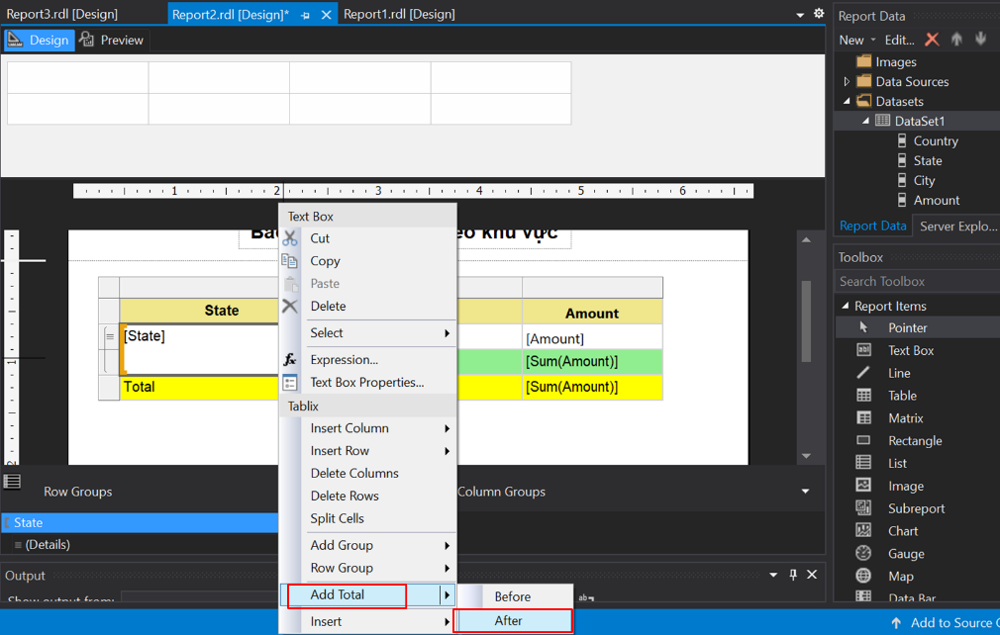 Report3.rdl [Design]
Report2.rdl [Design]*
Report1.rdl [Design]
Design
Preview
1 2 3 4 5 6
Text Box
Cut
Copy
Paste
Delete
Select
Expression...
Text Box Properties...
Tablix
Insert Column
Insert Row
Delete Columns
Delete Rows
Split Cells
Add Group
Row Group
Add Total
Insert
Before
After
khu vực
State
Amount
[State]
[Amount]
[Sum(Amount)]
Total
[Sum(Amount)]
1
Row Groups
Column Groups
State
(Details)
Output
Show output from:
Report Data
New
Edit...
Images
Data Sources
Datasets
DataSet1
Country
State
City
Amount
Report Data
Server Explo...
Toolbox
Search Toolbox
Report Items
Pointer
Text Box
Line
Table
Matrix
Rectangle
List
Image
Subreport
Chart
Gauge
Map
Data Bar
Add to Source